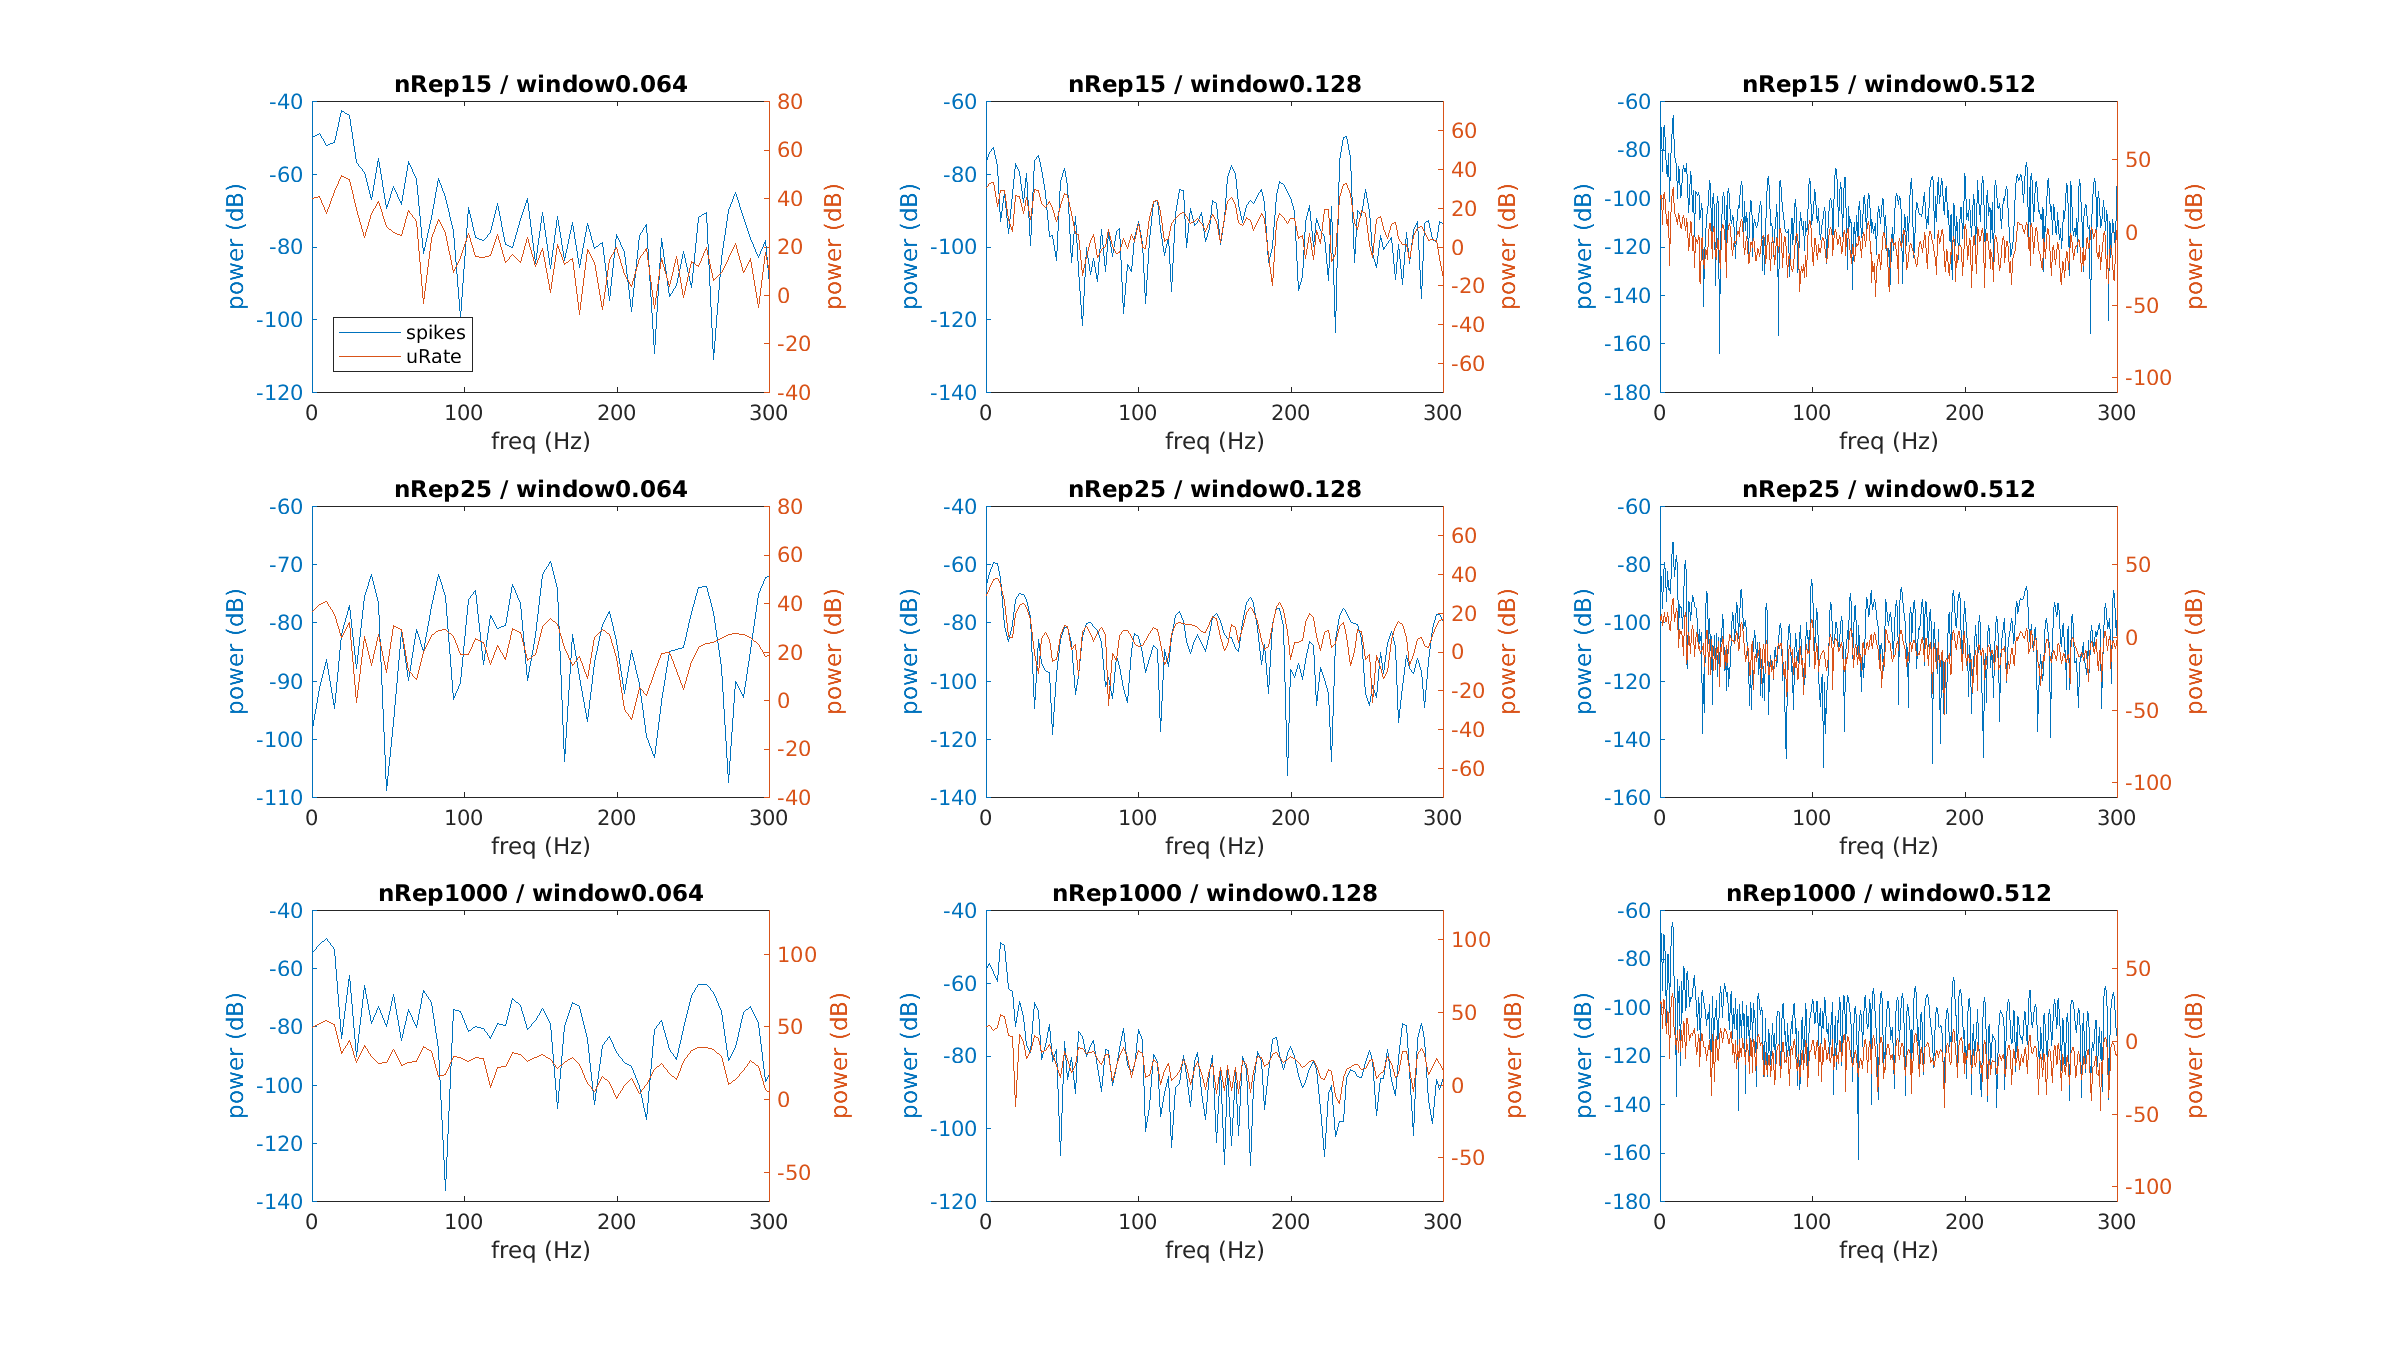 nRep15 / window0.064
-40
-60
-80
-100
-120
80
60
40
20
0
-20
-40
power (dB)
power (dB)
spikes
uRate
0 100 200 300
freq (Hz)
nRep15 / window0.128
-60
-80
-100
-120
-140
60
40
20
0
-20
-40
-60
power (dB)
power (dB)
0 100 200 300
freq (Hz)
nRep15 / window0.512
-60
-80
-100
-120
-140
-160
-180
50
0
-50
-100
power (dB)
power (dB)
0 100 200 300
freq (Hz)
nRep25 / window0.064
-60
-70
-80
-90
-100
-110
80
60
40
20
0
-20
-40
power (dB)
power (dB)
0 100 200 300
freq (Hz)
nRep25 / window0.128
-40
-60
-80
-100
-120
-140
60
40
20
0
-20
-40
-60
power (dB)
power (dB)
0 100 200 300
freq (Hz)
nRep25 / window0.512
-60
-80
-100
-120
-140
-160
50
0
-50
-100
power (dB)
power (dB)
0 100 200 300
freq (Hz)
nRep1000 / window0.064
-40
-60
-80
-100
-120
-140
100
50
0
-50
power (dB)
power (dB)
0 100 200 300
freq (Hz)
nRep1000 / window0.128
-40
-60
-80
-100
-120
100
50
0
-50
power (dB)
power (dB)
0 100 200 300
freq (Hz)
nRep1000 / window0.512
-60
-80
-100
-120
-140
-160
-180
50
0
-50
-100
power (dB)
power (dB)
0 100 200 300
freq (Hz)